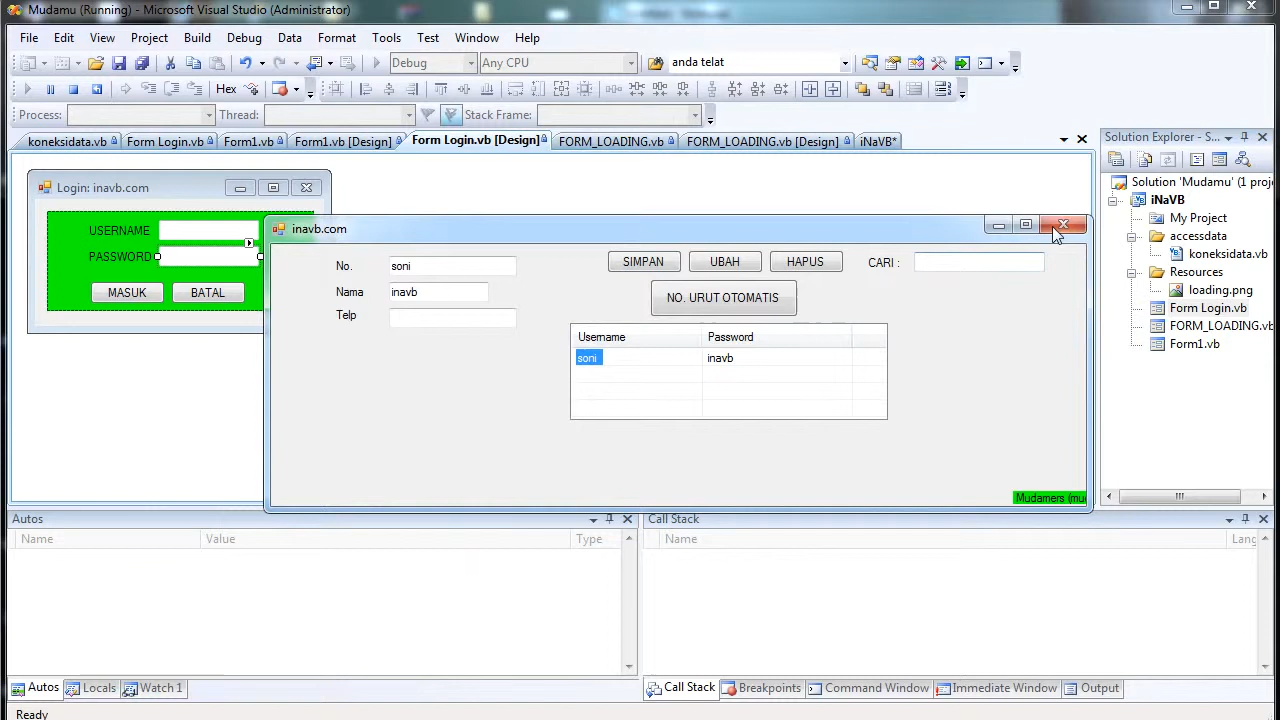 Mudamu (Running) - Microsoft Visual Studio (Administrator)
File Edit View Project Build Debug Data Format Tools Test Window Help
Debug Any CPU anda telat
Hex
Process: Thread: Stack Frame:
koneksidata.vb Form Login.vb Form1.vb Form1.vb [Design] Form Login.vb [Design] FORM_LOADING.vb FORM_LOADING.vb [Design] iNaVB*
Login: inavb.com
USERNAME
PASSWORD
MASUK BATAL
inavb.com
No. soni SIMPAN UBAH HAPUS CARI :
Nama inavb NO. URUT OTOMATIS
Telp
Username Password
soni inavb
Mudamers (mu
Solution Explorer - S...
Solution 'Mudamu' (1 proj
iNaVB
My Project
accessdata
koneksidata.vb
Resources
loading.png
Form Login.vb
FORM_LOADING.vb
Form1.vb
Autos
Name Value Type
Call Stack
Name Lang
Autos Locals Watch 1
Call Stack Breakpoints Command Window Immediate Window Output
Ready